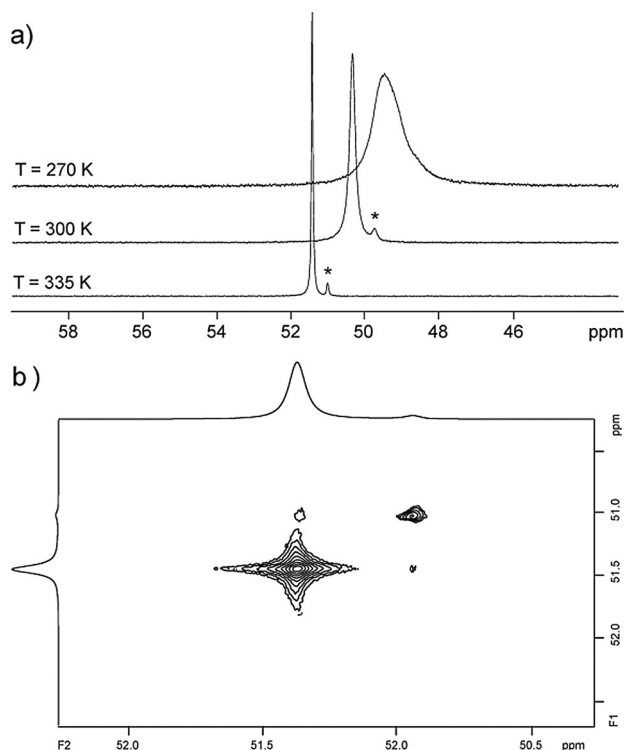 a)
T = 270 K
T = 300 K
*
T = 335 K
*
58 56 54 52 50 48 46 ppm
b )
ppm
51.0
51.5
52.0
F1
F2 52.0 51.5 52.0 50.5 ppm